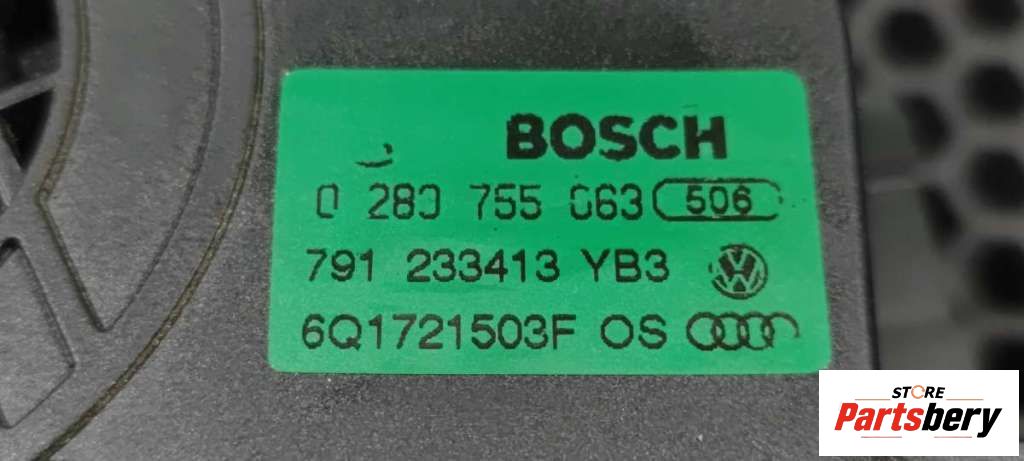 BOSCH
0 280 755 063 506
791 233413 YB3
6Q1721503F OS
STORE
Partsbery